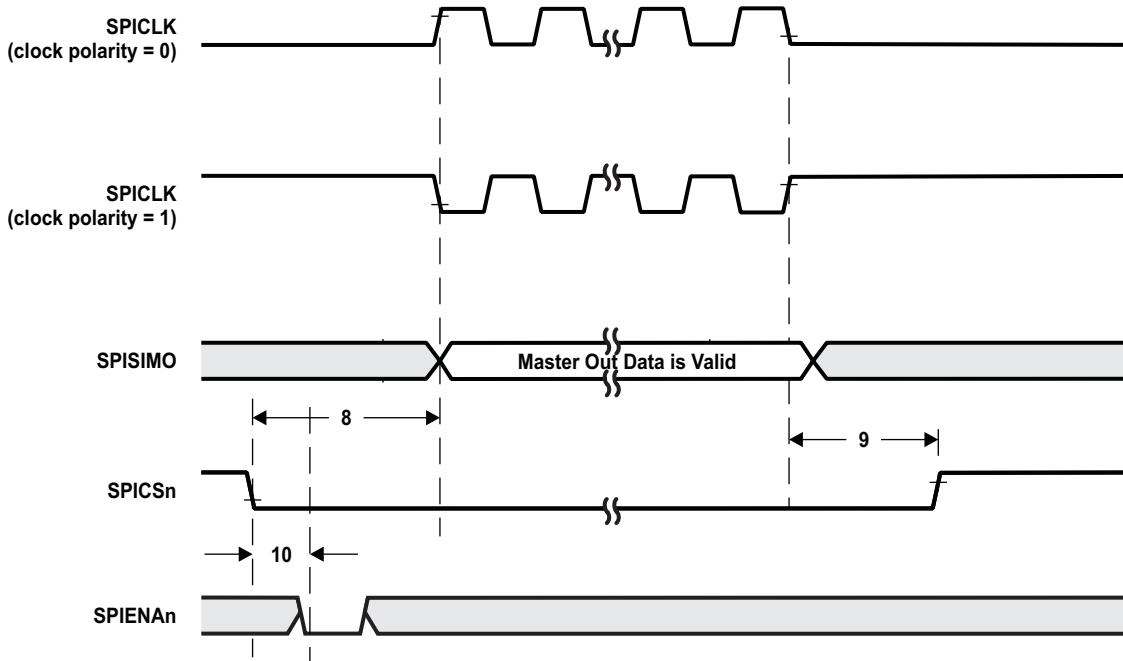 SPICLK
(clock polarity = 0)
SPICLK
(clock polarity = 1)
SPISIMO
Master Out Data is Valid
8
9
SPICSn
10
SPIENAn